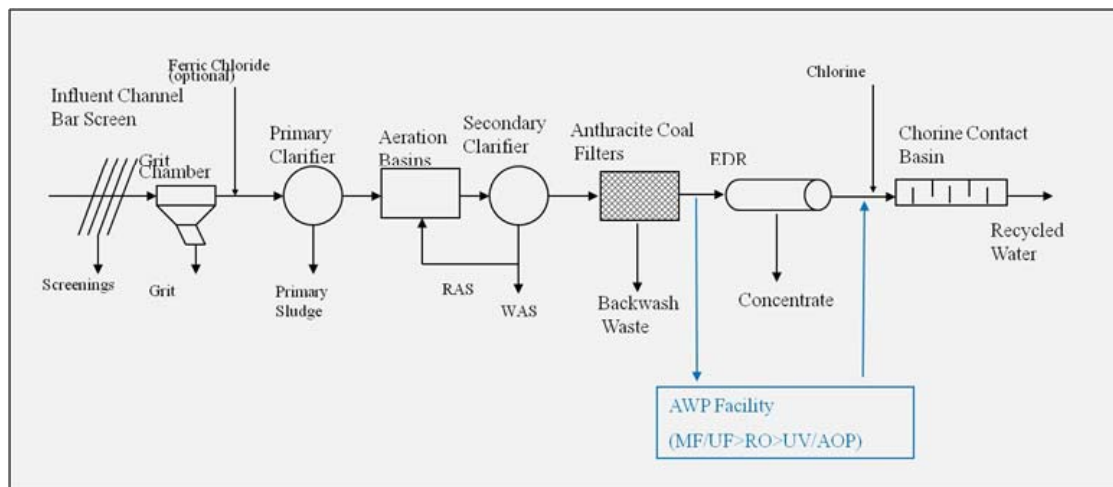 Ferric Chloride
(optional)
Influent Channel
Bar Screen
Grit
Chamber
Primary
Clarifier
Aeration
Basins
Secondary
Clarifier
Anthracite Coal
Filters
EDR
Chlorine
Chorine Contact
Basin
Screenings
Grit
Primary
Sludge
RAS
WAS
Backwash
Waste
Concentrate
Recycled
Water
AWP Facility
(MF/UF>RO>UV/AOP)